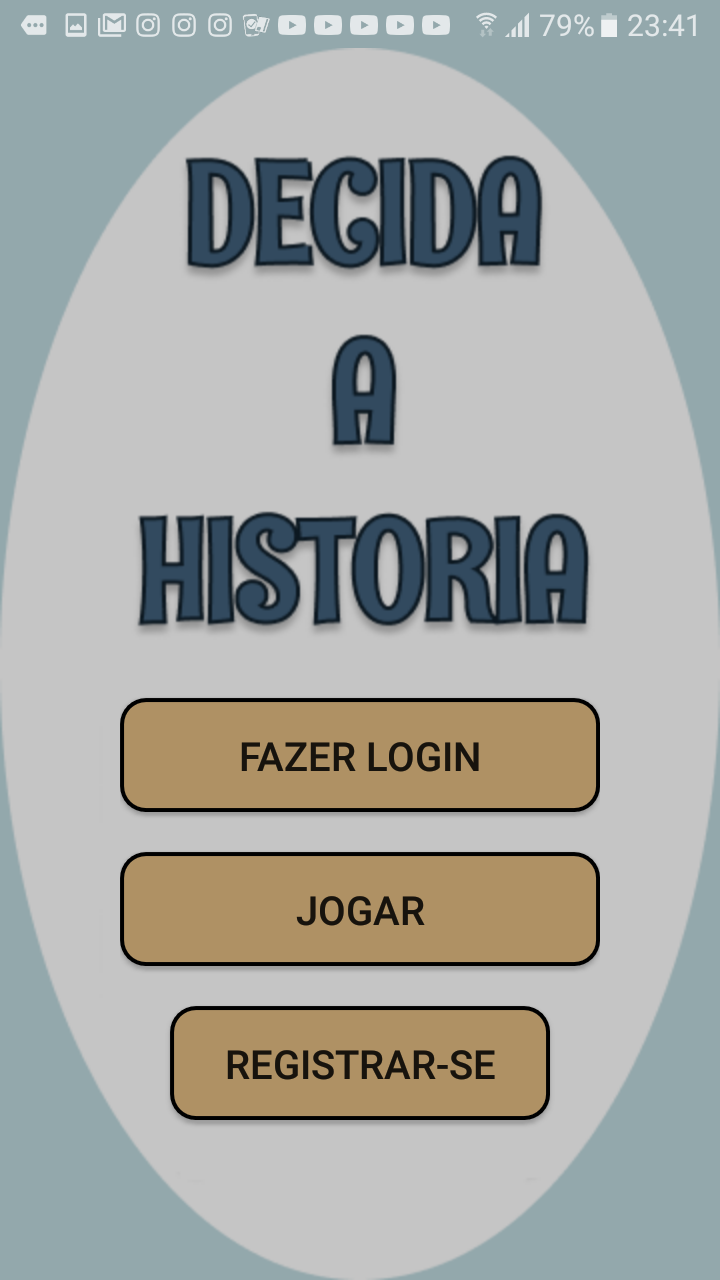 79% 23:41
DECIDA
A
HISTORIA
FAZER LOGIN
JOGAR
REGISTRAR-SE